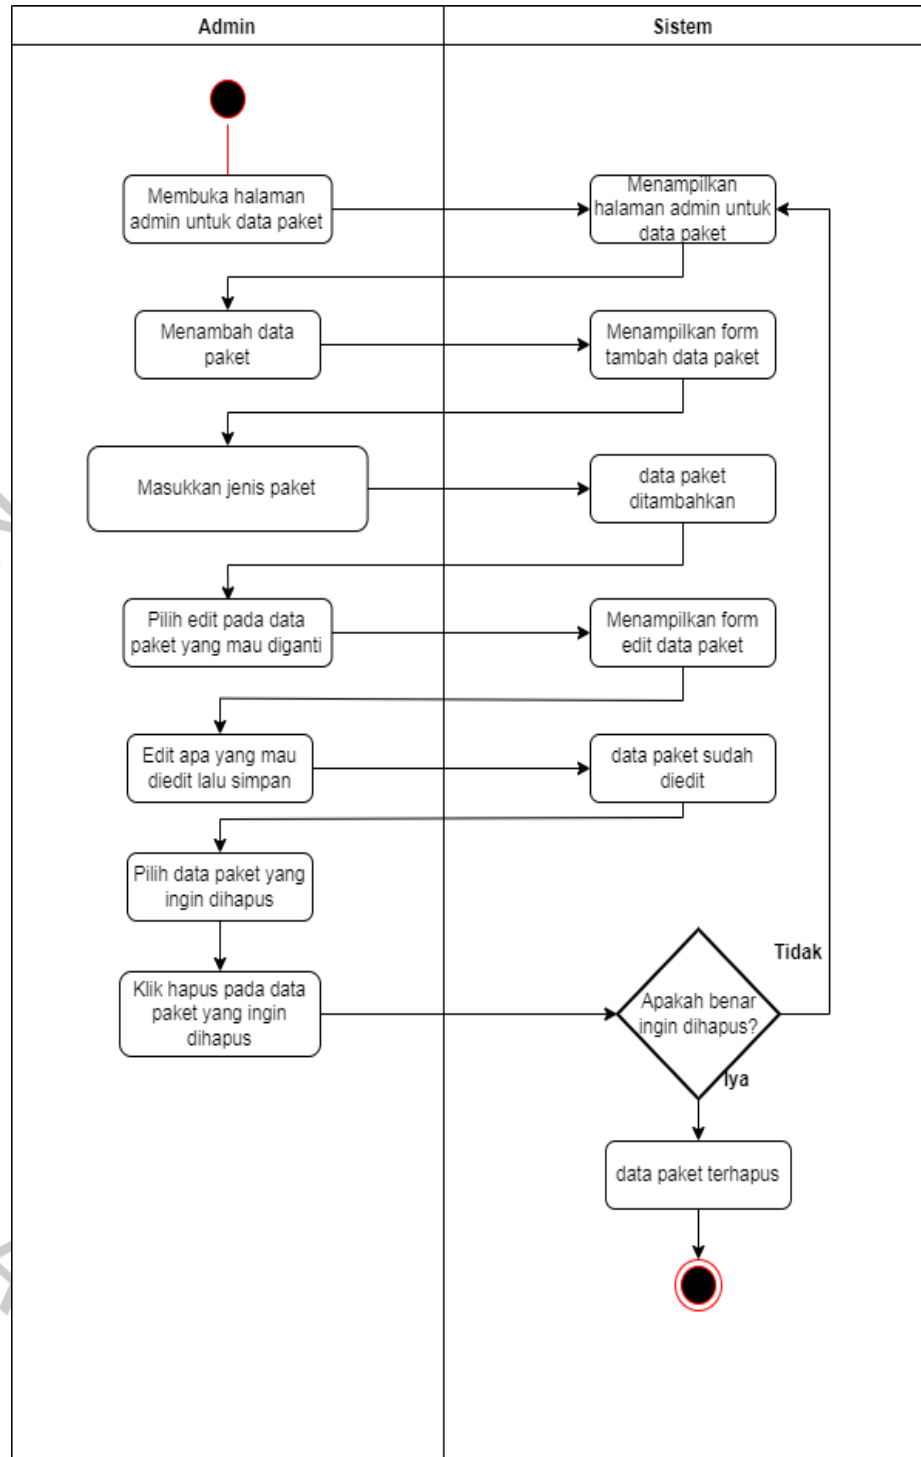 Admin
Sistem
Membuka halaman
admin untuk data paket
Menampilkan
halaman admin untuk
data paket
Menambah data
paket
Menampilkan form
tambah data paket
Masukkan jenis paket
data paket
ditambahkan
Pilih edit pada data
paket yang mau diganti
Menampilkan form
edit data paket
Edit apa yang mau
diedit lalu simpan
data paket sudah
diedit
Pilih data paket yang
ingin dihapus
Klik hapus pada data
paket yang ingin
dihapus
Apakah benar
ingin dihapus?
Tidak
Iya
data paket terhapus